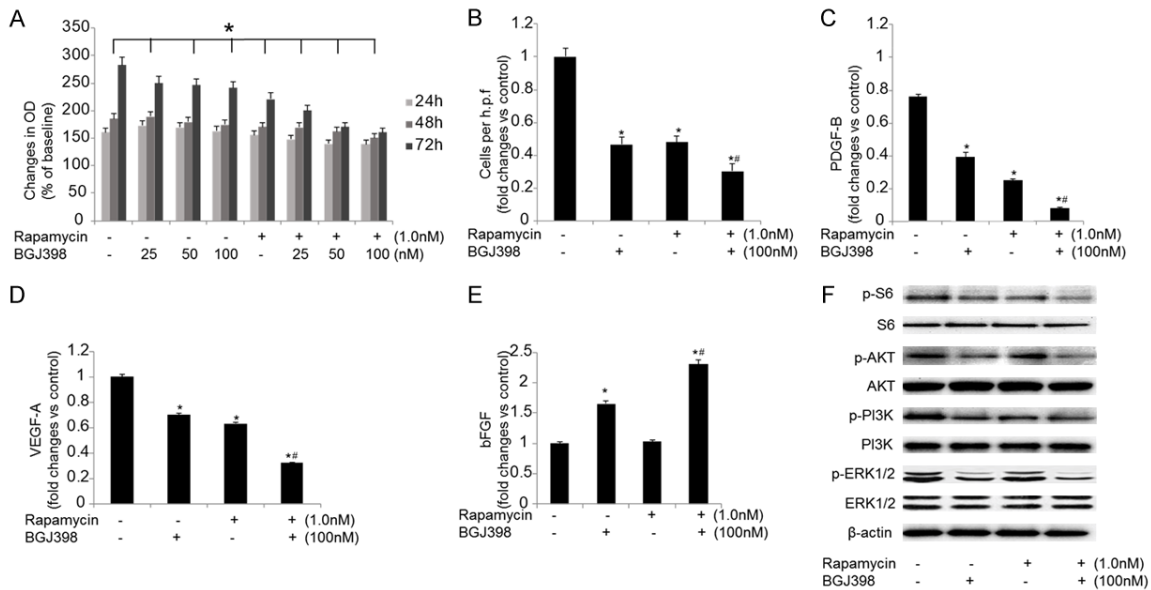 A
Changes in OD
(% of baseline)
350
300
250
200
150
100
50
0
*
24h
48h
72h
Rapamycin - - - - + + + + (1.0nM)
BGJ398 - 25 50 100 - 25 50 100 (nM)
B
Cells per h.p.f
(fold changes vs control)
1.2
1
0.8
0.6
0.4
0.2
0
* * *#
Rapamycin - - + + (1.0nM)
BGJ398 - + - + (100nM)
C
PDGF-B
(fold changes vs control)
1.2
1
0.8
0.6
0.4
0.2
0
* * *#
Rapamycin - - + + (1.0nM)
BGJ398 - + - + (100nM)
D
VEGF-A
(fold changes vs control)
1.2
1
0.8
0.6
0.4
0.2
0
* * *#
Rapamycin - - + + (1.0nM)
BGJ398 - + - + (100nM)
E
bFGF
(fold changes vs control)
2.5
2
1.5
1
0.5
0
* *#
Rapamycin - - + + (1.0nM)
BGJ398 - + - + (100nM)
F
p-S6
S6
p-AKT
AKT
p-PI3K
PI3K
p-ERK1/2
ERK1/2
β-actin
Rapamycin - - + + (1.0nM)
BGJ398 - + - + (100nM)